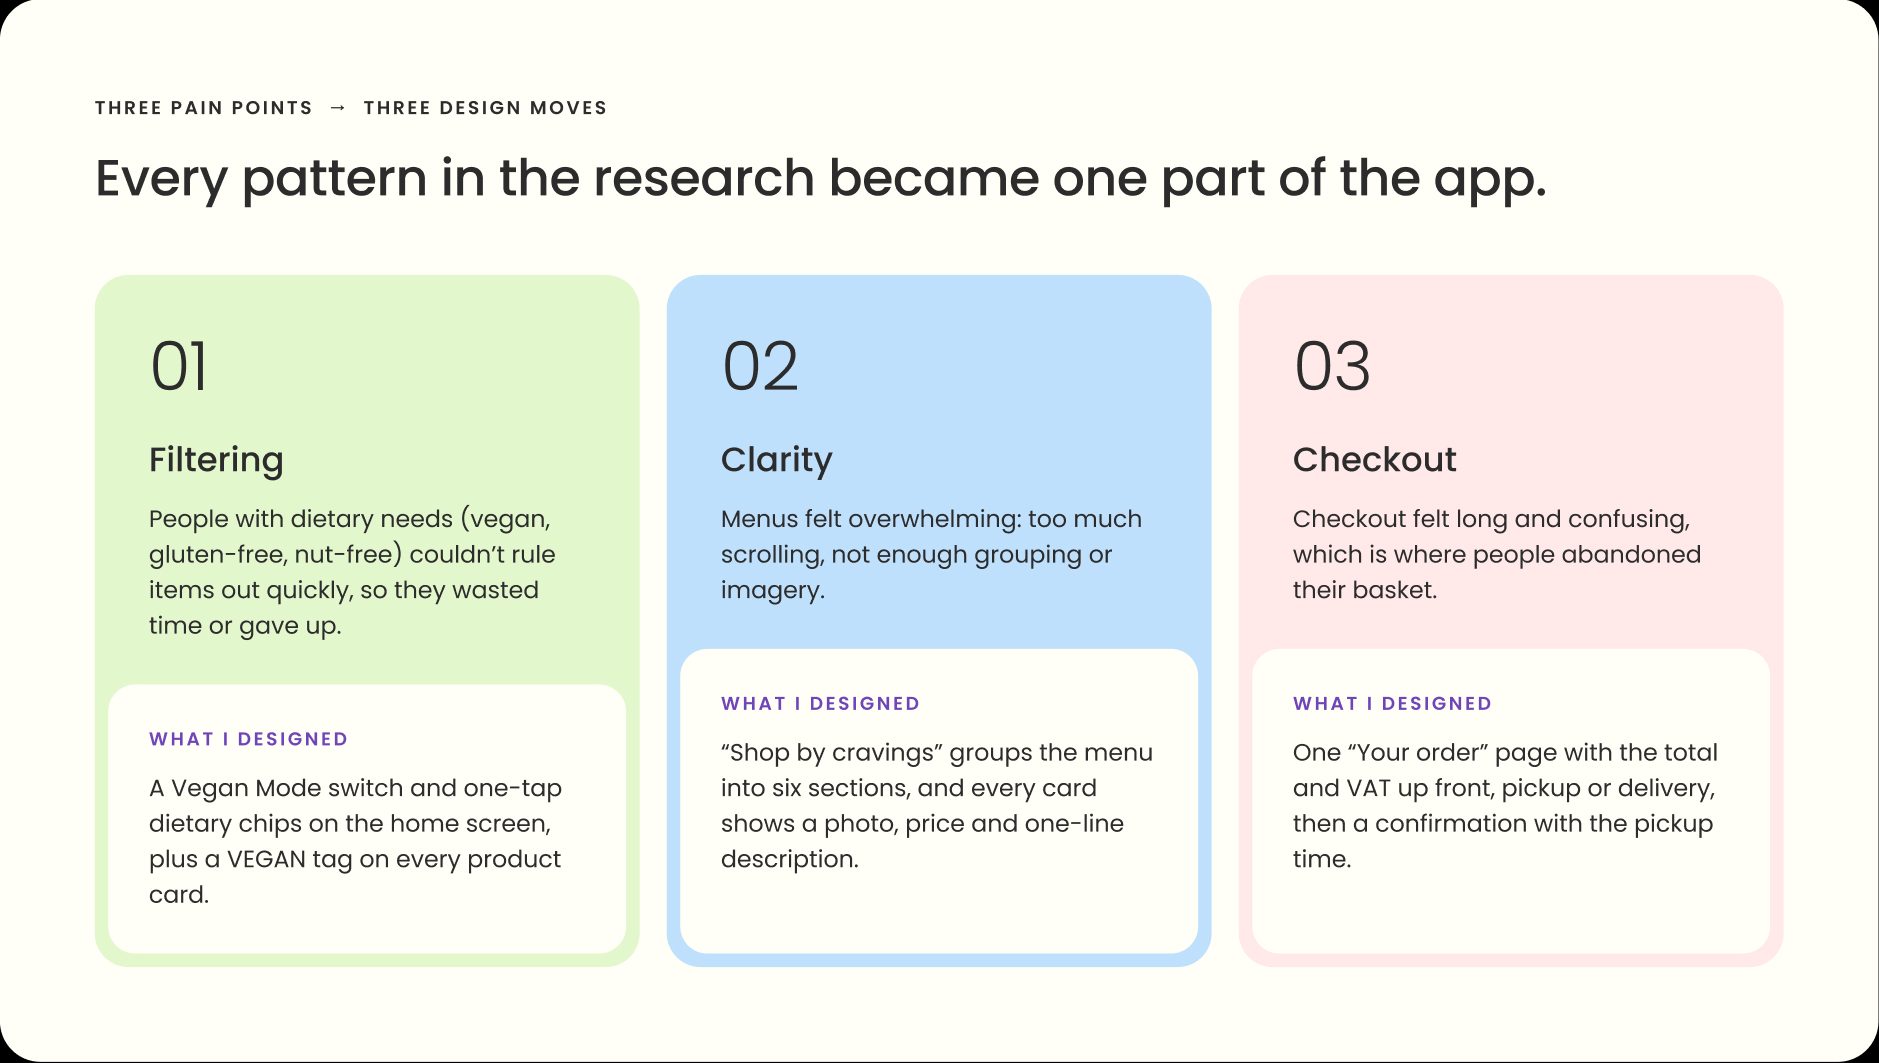 THREE PAIN POINTS → THREE DESIGN MOVES
Every pattern in the research became one part of the app.
01
Filtering
People with dietary needs (vegan,
gluten-free, nut-free) couldn’t rule
items out quickly, so they wasted
time or gave up.
WHAT I DESIGNED
A Vegan Mode switch and one-tap
dietary chips on the home screen,
plus a VEGAN tag on every product
card.
02
Clarity
Menus felt overwhelming: too much
scrolling, not enough grouping or
imagery.
WHAT I DESIGNED
“Shop by cravings” groups the menu
into six sections, and every card
shows a photo, price and one-line
description.
03
Checkout
Checkout felt long and confusing,
which is where people abandoned
their basket.
WHAT I DESIGNED
One “Your order” page with the total
and VAT up front, pickup or delivery,
then a confirmation with the pickup
time.